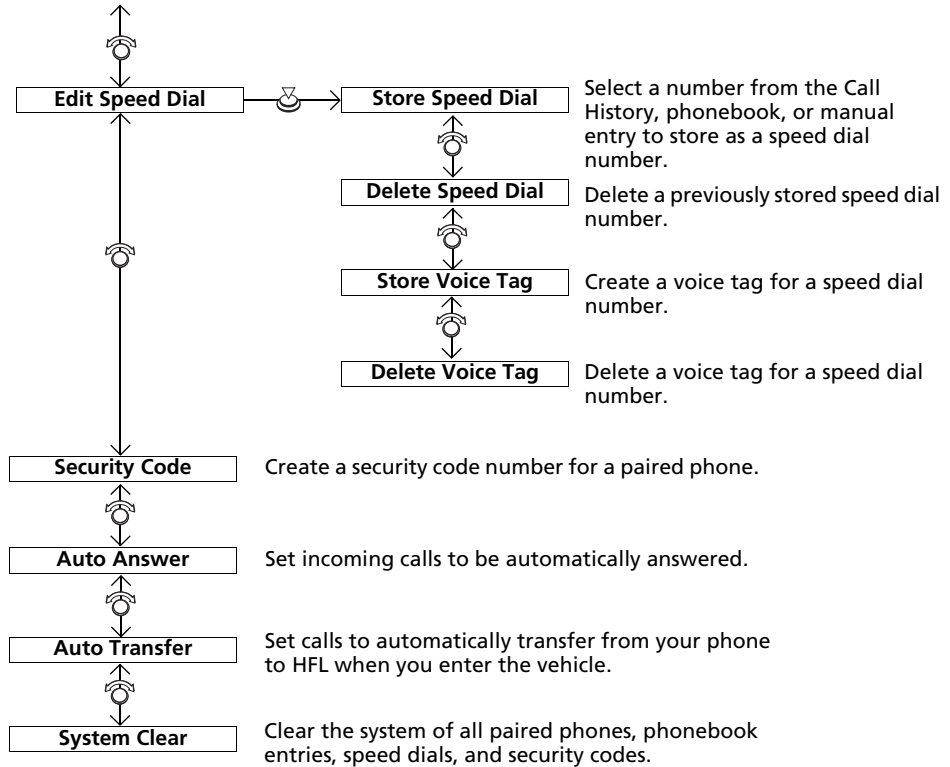 Edit Speed Dial
Store Speed Dial
Select a number from the Call
History, phonebook, or manual
entry to store as a speed dial
number.
Delete Speed Dial
Delete a previously stored speed dial
number.
Store Voice Tag
Create a voice tag for a speed dial
number.
Delete Voice Tag
Delete a voice tag for a speed dial
number.
Security Code
Create a security code number for a paired phone.
Auto Answer
Set incoming calls to be automatically answered.
Auto Transfer
Set calls to automatically transfer from your phone
to HFL when you enter the vehicle.
System Clear
Clear the system of all paired phones, phonebook
entries, speed dials, and security codes.